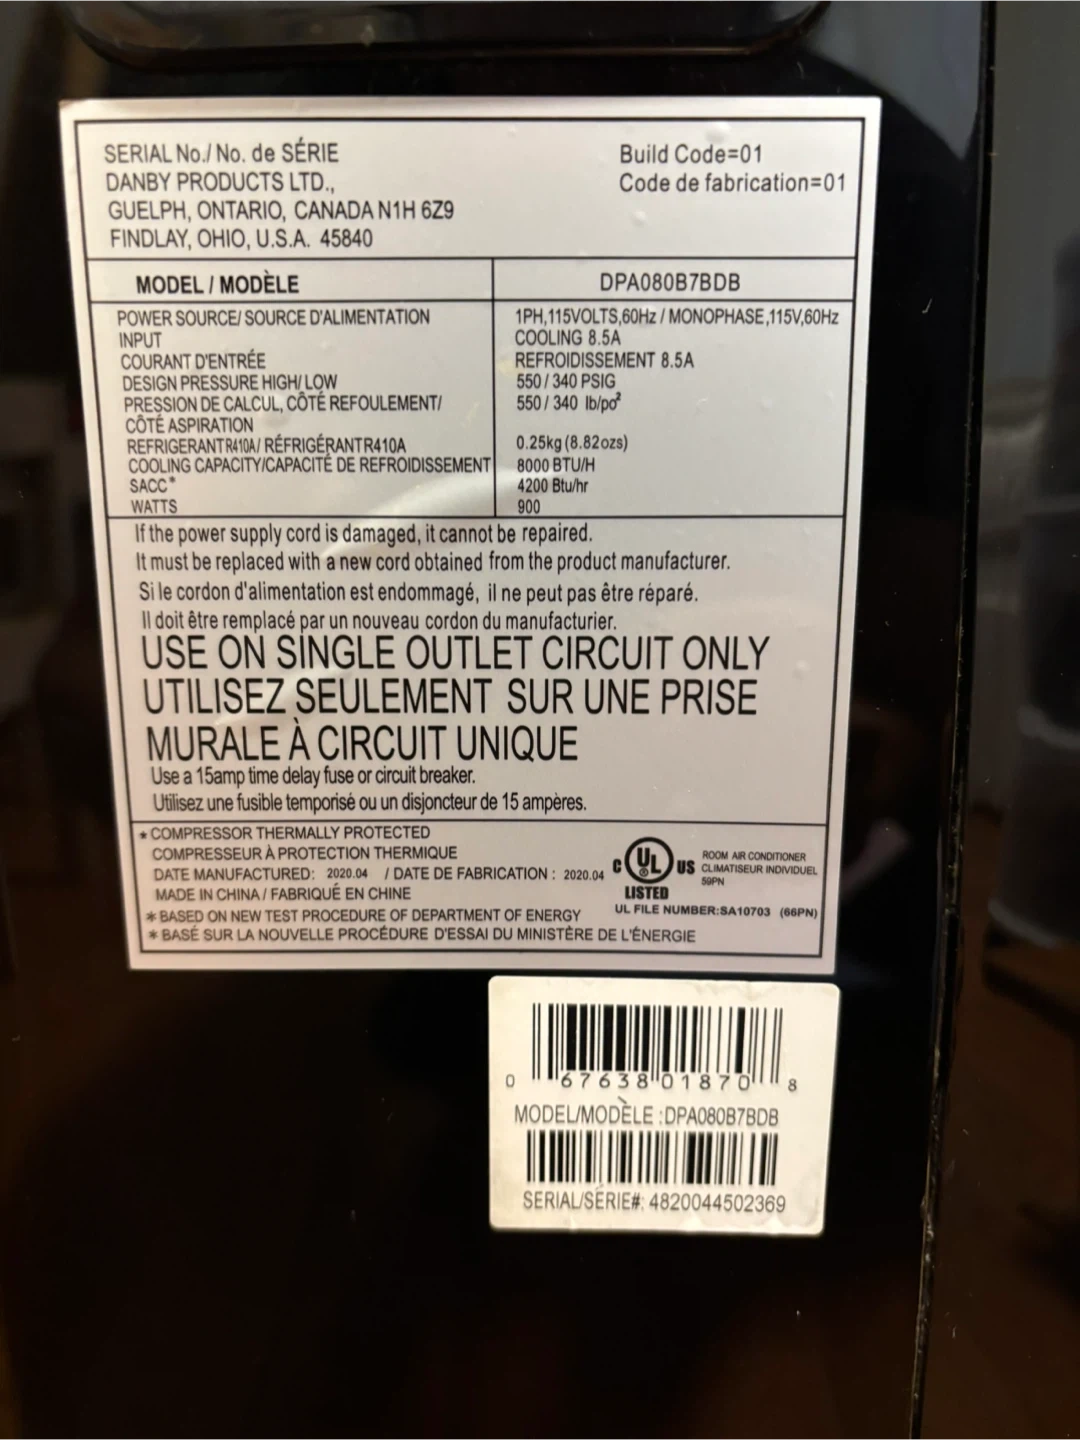 SERIAL No./ No. de SÉRIE
DANBY PRODUCTS LTD.,
GUELPH, ONTARIO, CANADA N1H 6Z9
FINDLAY, OHIO, U.S.A. 45840
Build Code=01
Code de fabrication=01
MODEL / MODÈLE DPA080B7BDB
POWER SOURCE/ SOURCE D'ALIMENTATION 1PH,115VOLTS,60Hz / MONOPHASE,115V,60Hz
INPUT COOLING 8.5A
COURANT D'ENTRÉE REFROIDISSEMENT 8.5A
DESIGN PRESSURE HIGH/ LOW 550 / 340 PSIG
PRESSION DE CALCUL, CÔTÉ REFOULEMENT/ 550 / 340 lb/po²
CÔTÉ ASPIRATION
REFRIGERANT R410A/ RÉFRIGÉRANT R410A 0.25kg (8.82ozs)
COOLING CAPACITY/CAPACITÉ DE REFROIDISSEMENT 8000 BTU/H
SACC* 4200 Btu/hr
WATTS 900
If the power supply cord is damaged, it cannot be repaired.
It must be replaced with a new cord obtained from the product manufacturer.
Si le cordon d'alimentation est endommagé, il ne peut pas être réparé.
Il doit être remplacé par un nouveau cordon du manufacturier.
USE ON SINGLE OUTLET CIRCUIT ONLY
UTILISEZ SEULEMENT SUR UNE PRISE
MURALE À CIRCUIT UNIQUE
Use a 15amp time delay fuse or circuit breaker.
Utilisez une fusible temporisé ou un disjoncteur de 15 ampères.
* COMPRESSOR THERMALLY PROTECTED
COMPRESSEUR À PROTECTION THERMIQUE
DATE MANUFACTURED: 2020.04 / DATE DE FABRICATION : 2020.04
MADE IN CHINA / FABRIQUÉ EN CHINE
* BASED ON NEW TEST PROCEDURE OF DEPARTMENT OF ENERGY
* BASÉ SUR LA NOUVELLE PROCÉDURE D'ESSAI DU MINISTÈRE DE L'ÉNERGIE
C UL US
LISTED
ROOM AIR CONDITIONER
CLIMATISEUR INDIVIDUEL
59PN
UL FILE NUMBER:SA10703 (66PN)
0 67638 01870 8
MODEL/MODÈLE :DPA080B7BDB
SERIAL/SÉRIE#: 4820044502369